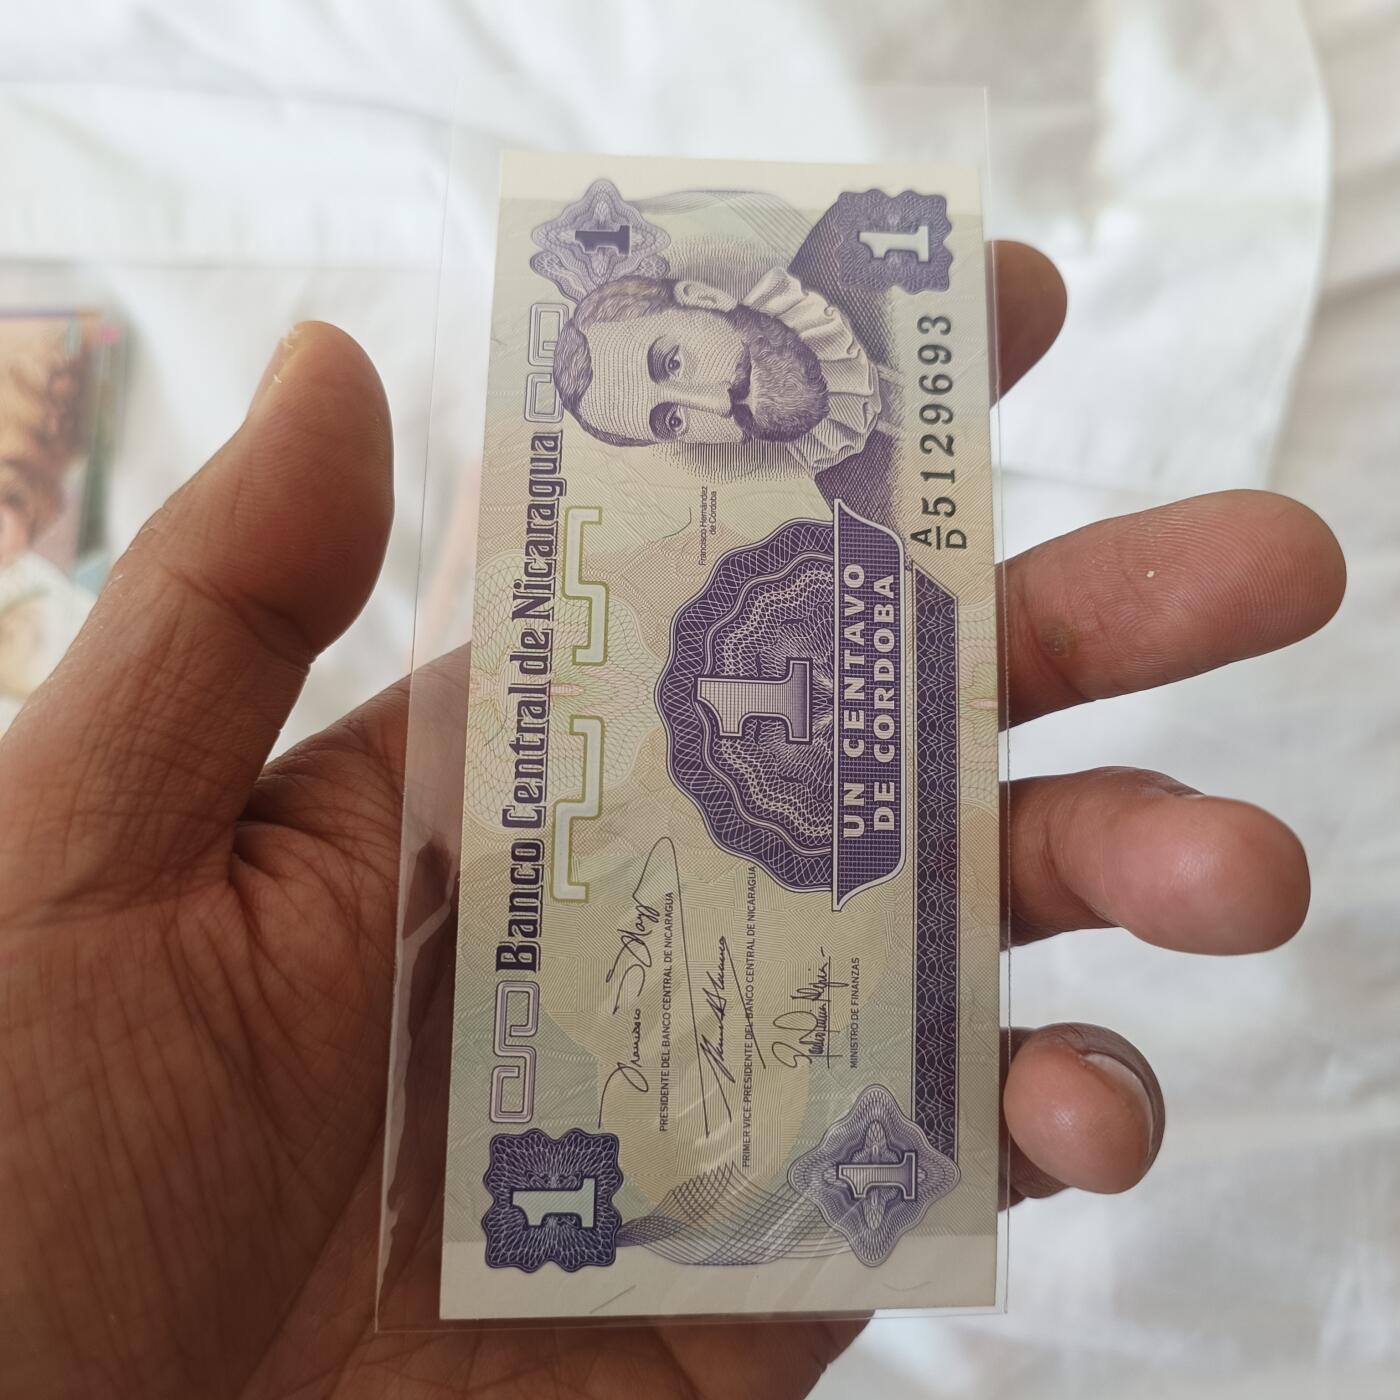 1
1
Banco Central de Nicaragua
Francisco Hernández
de Córdoba
1
UN CENTAVO
DE CORDOBA
A/D 5129693
PRESIDENTE DEL BANCO CENTRAL DE NICARAGUA
PRIMER VICE-PRESIDENTE DEL BANCO CENTRAL DE NICARAGUA
MINISTRO DE FINANZAS
1
1